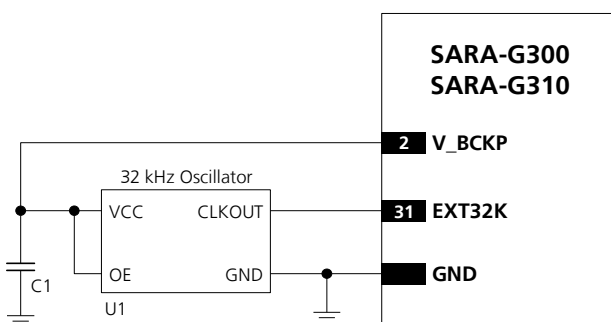 SARA-G300
SARA-G310
2 V_BCKP
32 kHz Oscillator
VCC CLKOUT
31 EXT32K
OE GND
GND
C1
U1